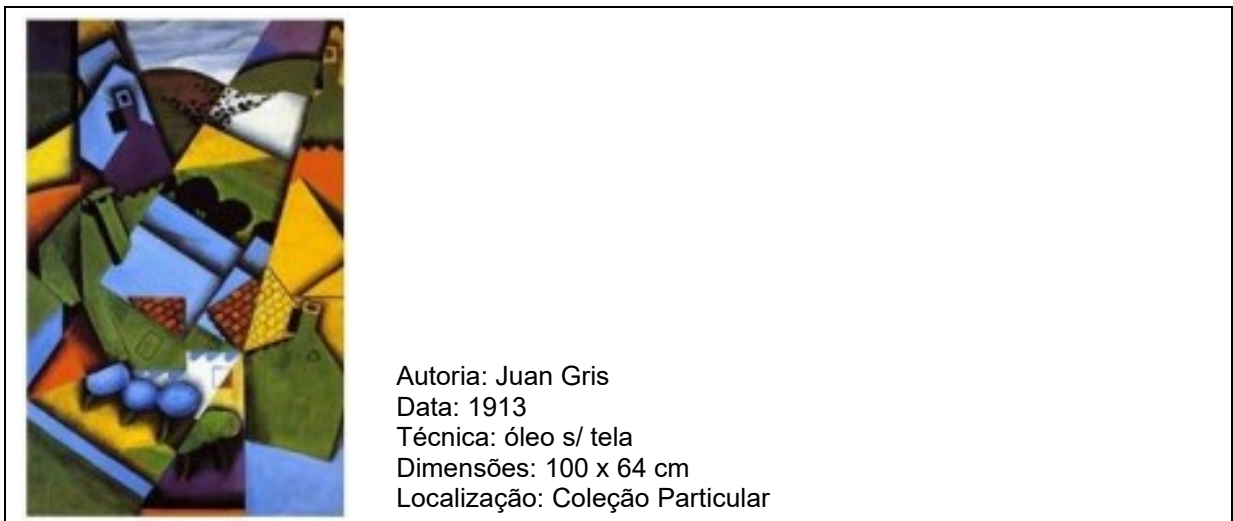 Autoria: Juan Gris
Data: 1913
Técnica: óleo s/ tela
Dimensões: 100 x 64 cm
Localização: Coleção Particular